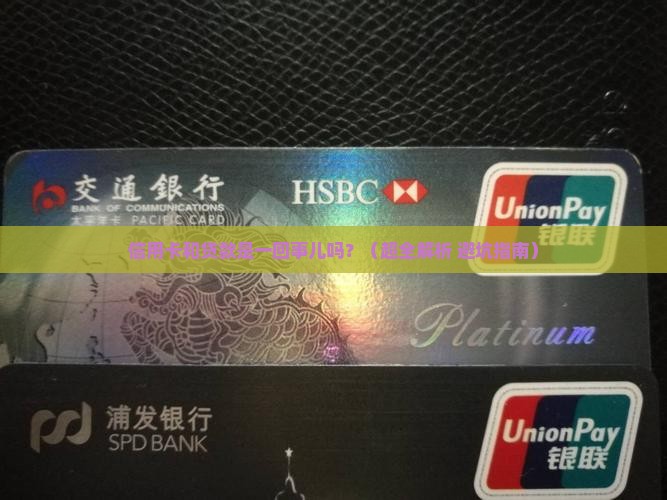 交通銀行
BANK OF COMMUNICATIONS
太平洋卡 PACIFIC CARD
HSBC
UnionPay
银联
信用卡和贷款是一回事儿吗？（超全解析 避坑指南）
Platinum
浦发银行
SPD BANK
UnionPay
银联